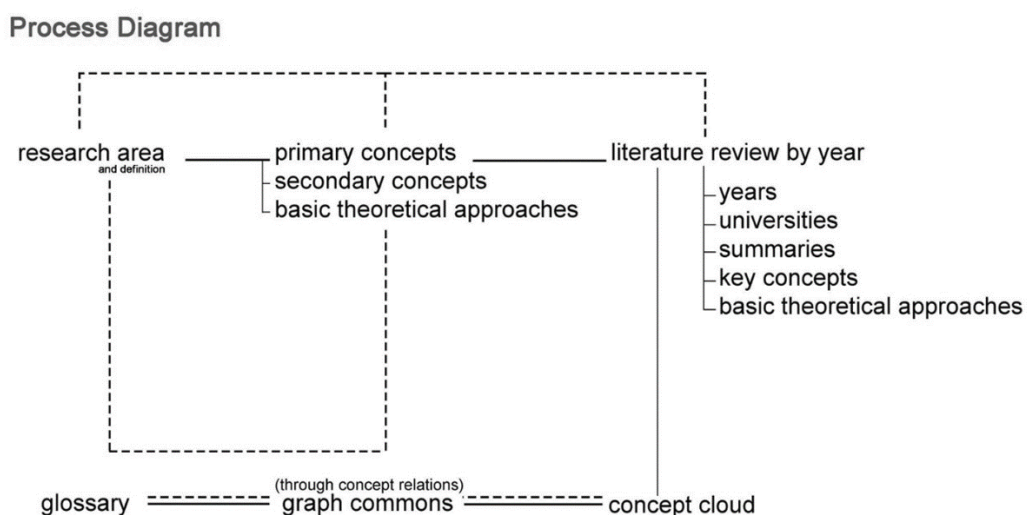 Process Diagram
research area
and definition
primary concepts
secondary concepts
basic theoretical approaches
literature review by year
years
universities
summaries
key concepts
basic theoretical approaches
glossary
(through concept relations)
graph commons
concept cloud